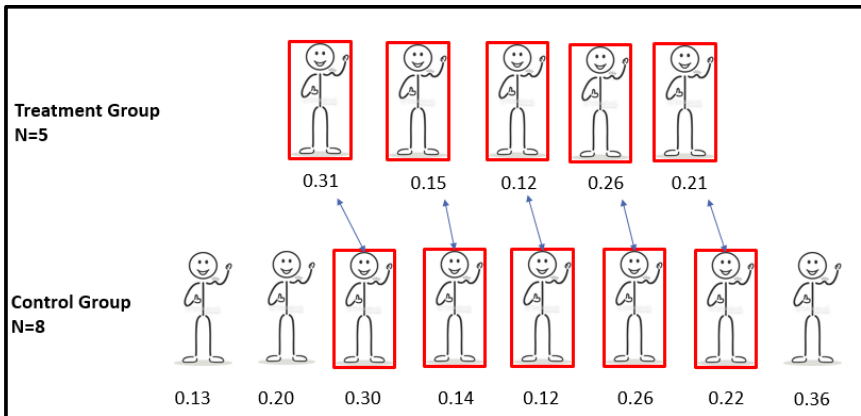 Treatment Group
N=5
0.31 0.15 0.12 0.26 0.21
Control Group
N=8
0.13 0.20 0.30 0.14 0.12 0.26 0.22 0.36